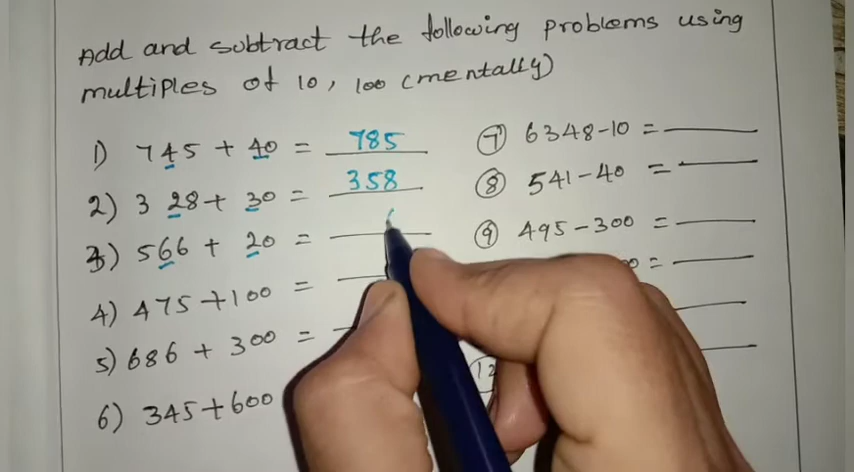 Add and subtract the following problems using
multiples of 10, 100 (mentally)
1) 745 + 40 = 785
2) 328 + 30 = 358
3) 566 + 20 =
4) 475 + 100 =
5) 686 + 300 =
6) 345 + 600
7) 6348 - 10 =
8) 541 - 40 =
9) 495 - 300 =
0 =
12